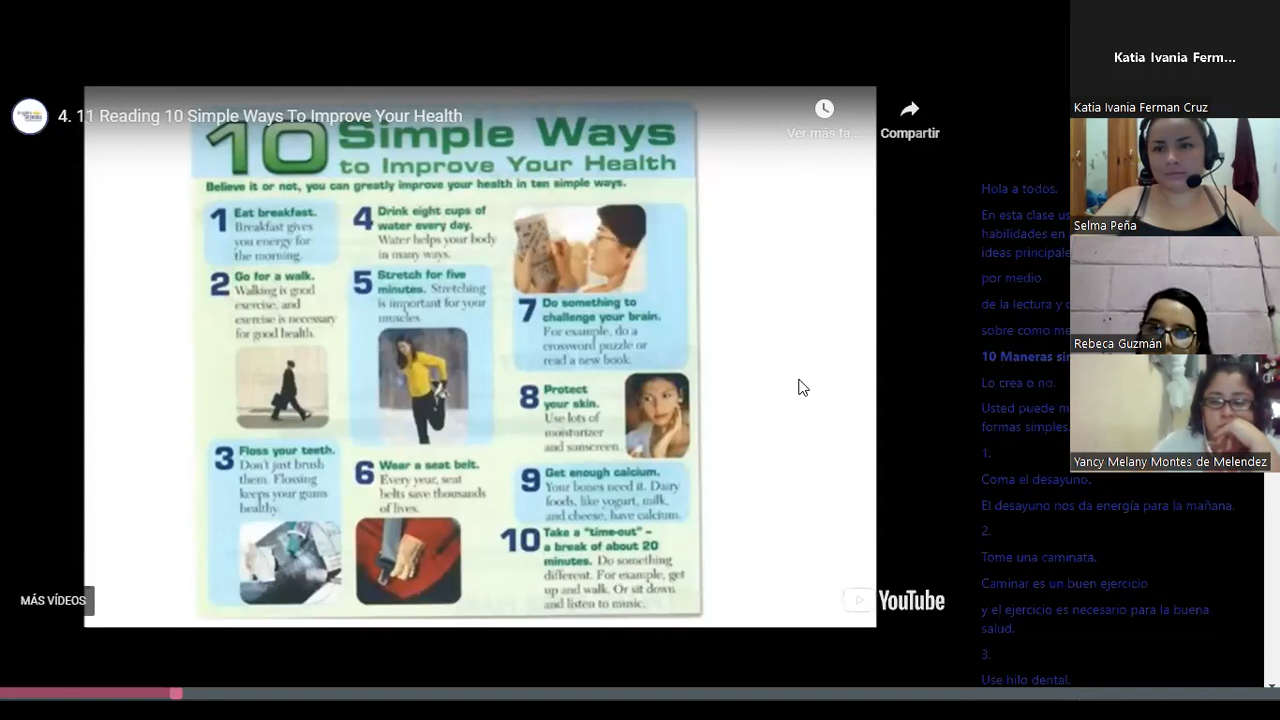 4. 11 Reading 10 Simple Ways To Improve Your Health
Ver más ta...
Compartir
10 Simple Ways
to Improve Your Health
Believe it or not, you can greatly improve your health in ten simple ways.
1 Eat breakfast.
Breakfast gives
you energy for
the morning.
2 Go for a walk.
Walking is good
exercise, and
exercise is necessary
for good health.
3 Floss your teeth.
Don't just brush
them. Flossing
keeps your gums
healthy.
4 Drink eight cups of
water every day.
Water helps your body
in many ways.
5 Stretch for five
minutes. Stretching
is important for your
muscles.
6 Wear a seat belt.
Every year, seat
belts save thousands
of lives.
7 Do something to
challenge your brain.
For example, do a
crossword puzzle or
read a new book.
8 Protect
your skin.
Use lots of
moisturizer
and sunscreen.
9 Get enough calcium.
Your bones need it. Dairy
foods, like yogurt, milk,
and cheese, have calcium.
10 Take a "time-out" –
a break of about 20
minutes. Do something
different. For example, get
up and walk. Or sit down
and listen to music.
MÁS VÍDEOS
YouTube
Hola a todos.
En esta clase us
habilidades en
ideas principale
por medio
de la lectura y
sobre como me
10 Maneras si
Lo crea o no.
Usted puede m
formas simples.
1.
Coma el desayuno.
El desayuno nos da energía para la mañana.
2.
Tome una caminata.
Caminar es un buen ejercicio
y el ejercicio es necesario para la buena
salud.
3.
Use hilo dental.
Katia Ivania Ferm...
Katia Ivania Ferman Cruz
Selma Peña
Rebeca Guzmán
Yancy Melany Montes de Melendez